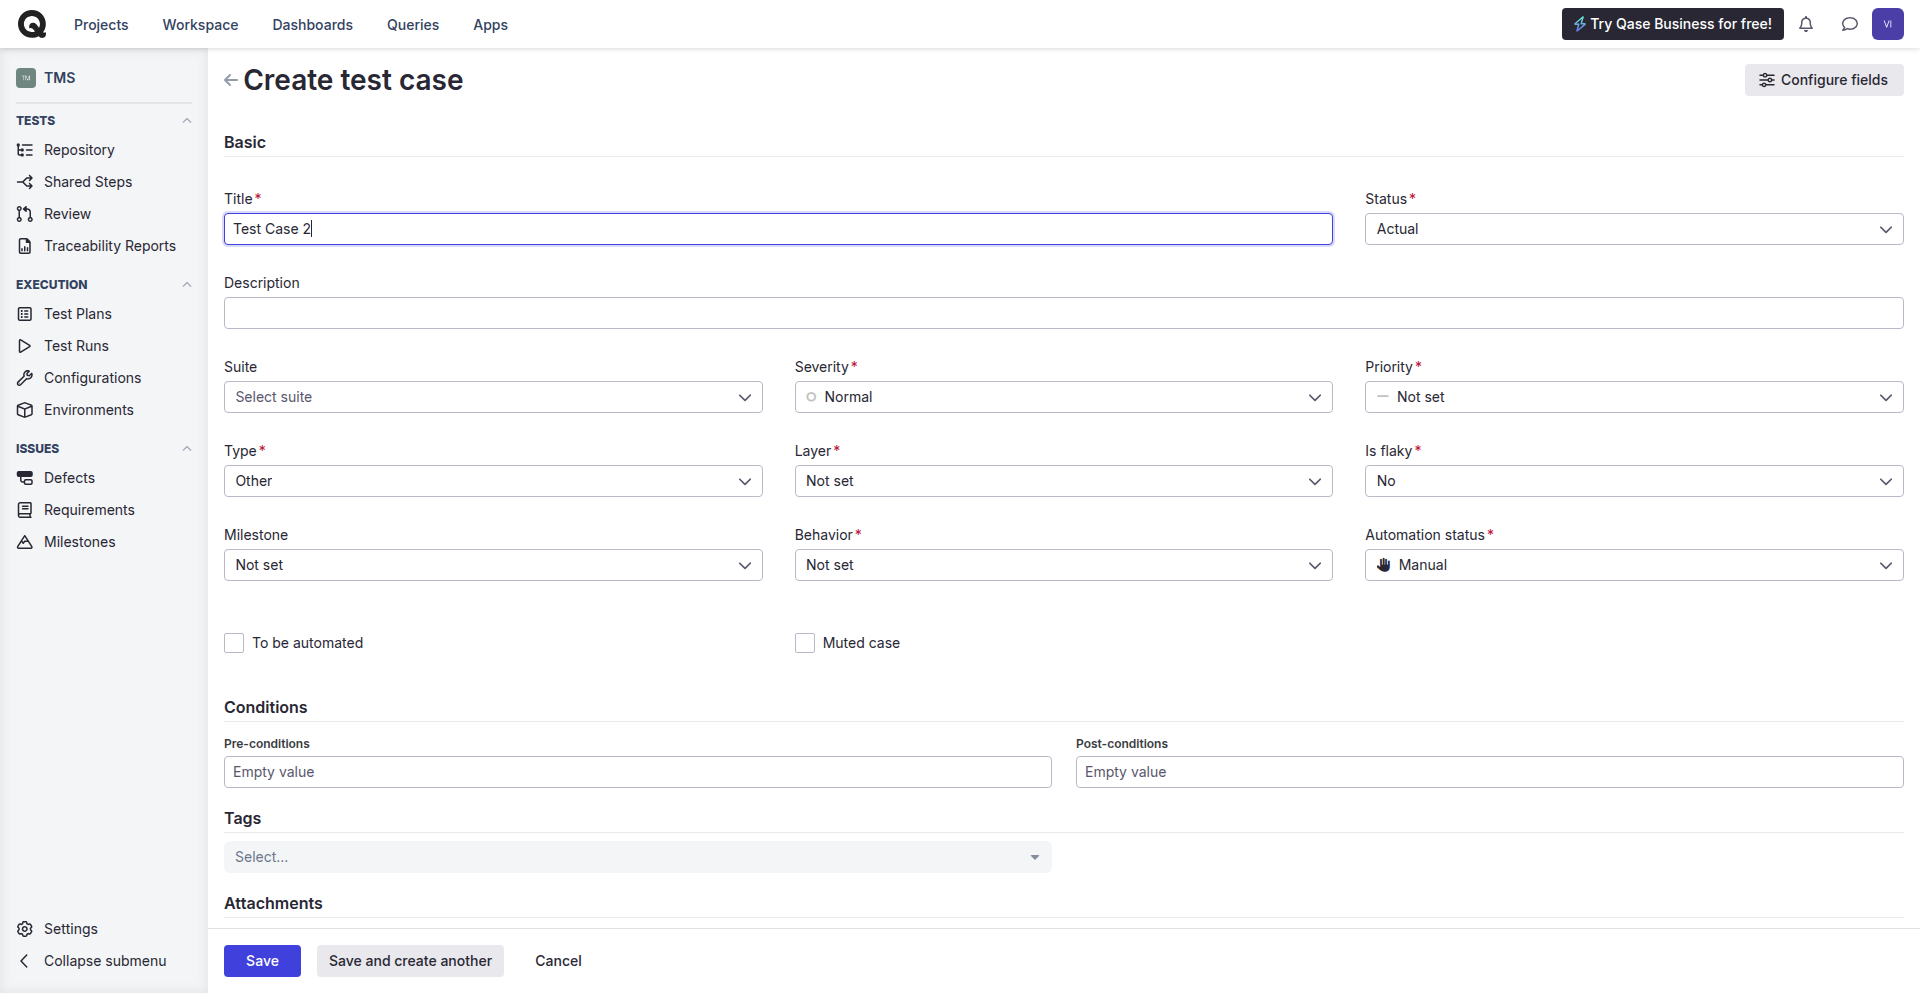 Projects
Workspace
Dashboards
Queries
Apps
Try Qase Business for free!
VI
TM
TMS
TESTS
Repository
Shared Steps
Review
Traceability Reports
EXECUTION
Test Plans
Test Runs
Configurations
Environments
ISSUES
Defects
Requirements
Milestones
Settings
Collapse submenu
Create test case
Configure fields
Basic
Title*
Test Case 2
Status*
Actual
Description
Suite
Select suite
Severity*
Normal
Priority*
Not set
Type*
Other
Layer*
Not set
Is flaky*
No
Milestone
Not set
Behavior*
Not set
Automation status*
Manual
To be automated
Muted case
Conditions
Pre-conditions
Empty value
Post-conditions
Empty value
Tags
Select...
Attachments
Save
Save and create another
Cancel